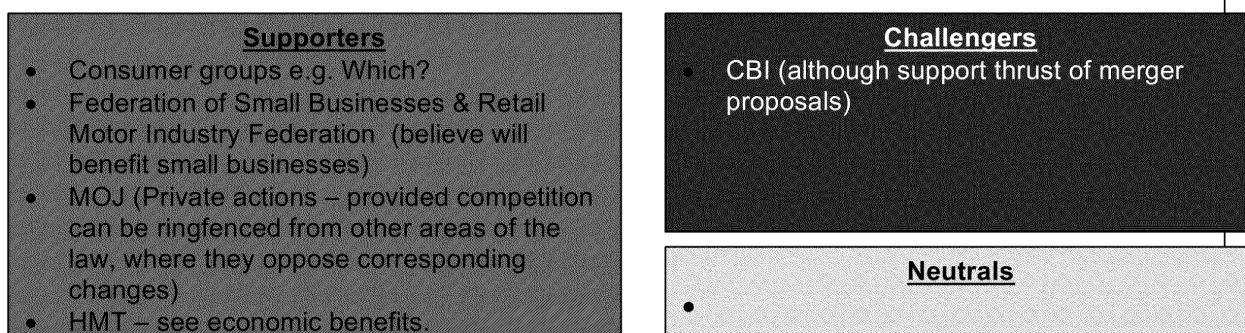 Supporters
• Consumer groups e.g. Which?
• Federation of Small Businesses & Retail
Motor Industry Federation (believe will
benefit small businesses)
• MOJ (Private actions – provided competition
can be ringfenced from other areas of the
law, where they oppose corresponding
changes)
• HMT – see economic benefits.
Challengers
• CBI (although support thrust of merger
proposals)
Neutrals
•